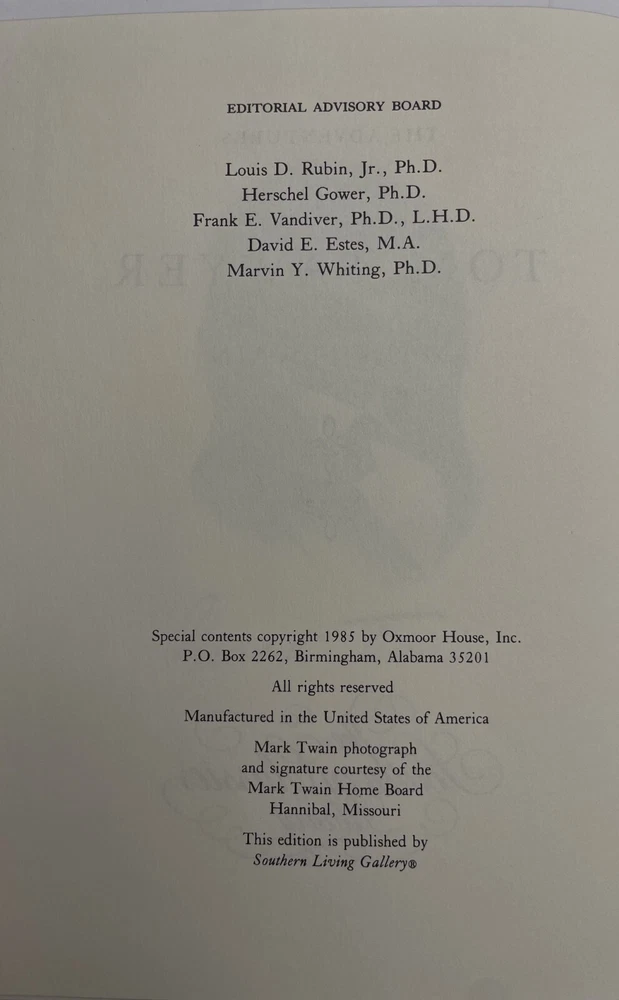 EDITORIAL ADVISORY BOARD
Louis D. Rubin, Jr., Ph.D.
Herschel Gower, Ph.D.
Frank E. Vandiver, Ph.D., L.H.D.
David E. Estes, M.A.
Marvin Y. Whiting, Ph.D.
Special contents copyright 1985 by Oxmoor House, Inc.
P.O. Box 2262, Birmingham, Alabama 35201
All rights reserved
Manufactured in the United States of America
Mark Twain photograph
and signature courtesy of the
Mark Twain Home Board
Hannibal, Missouri
This edition is published by
Southern Living Gallery®